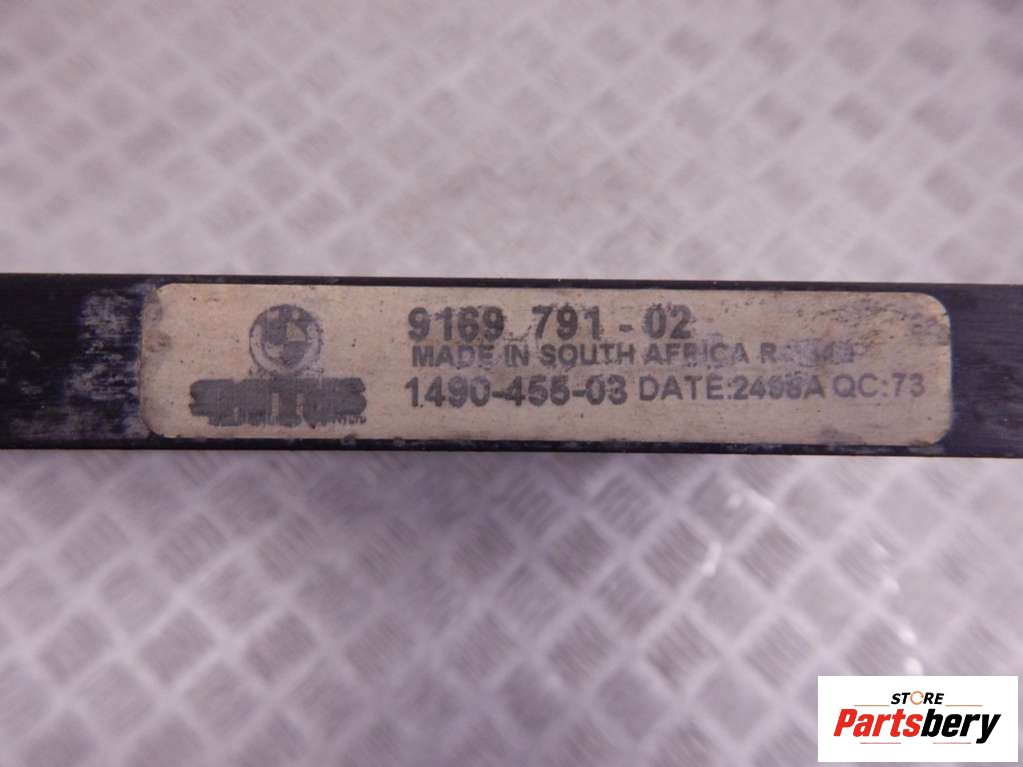 9169 791-02
MADE IN SOUTH AFRICA
1490-455-03 DATE:2498A QC:73
STORE
Partsbery